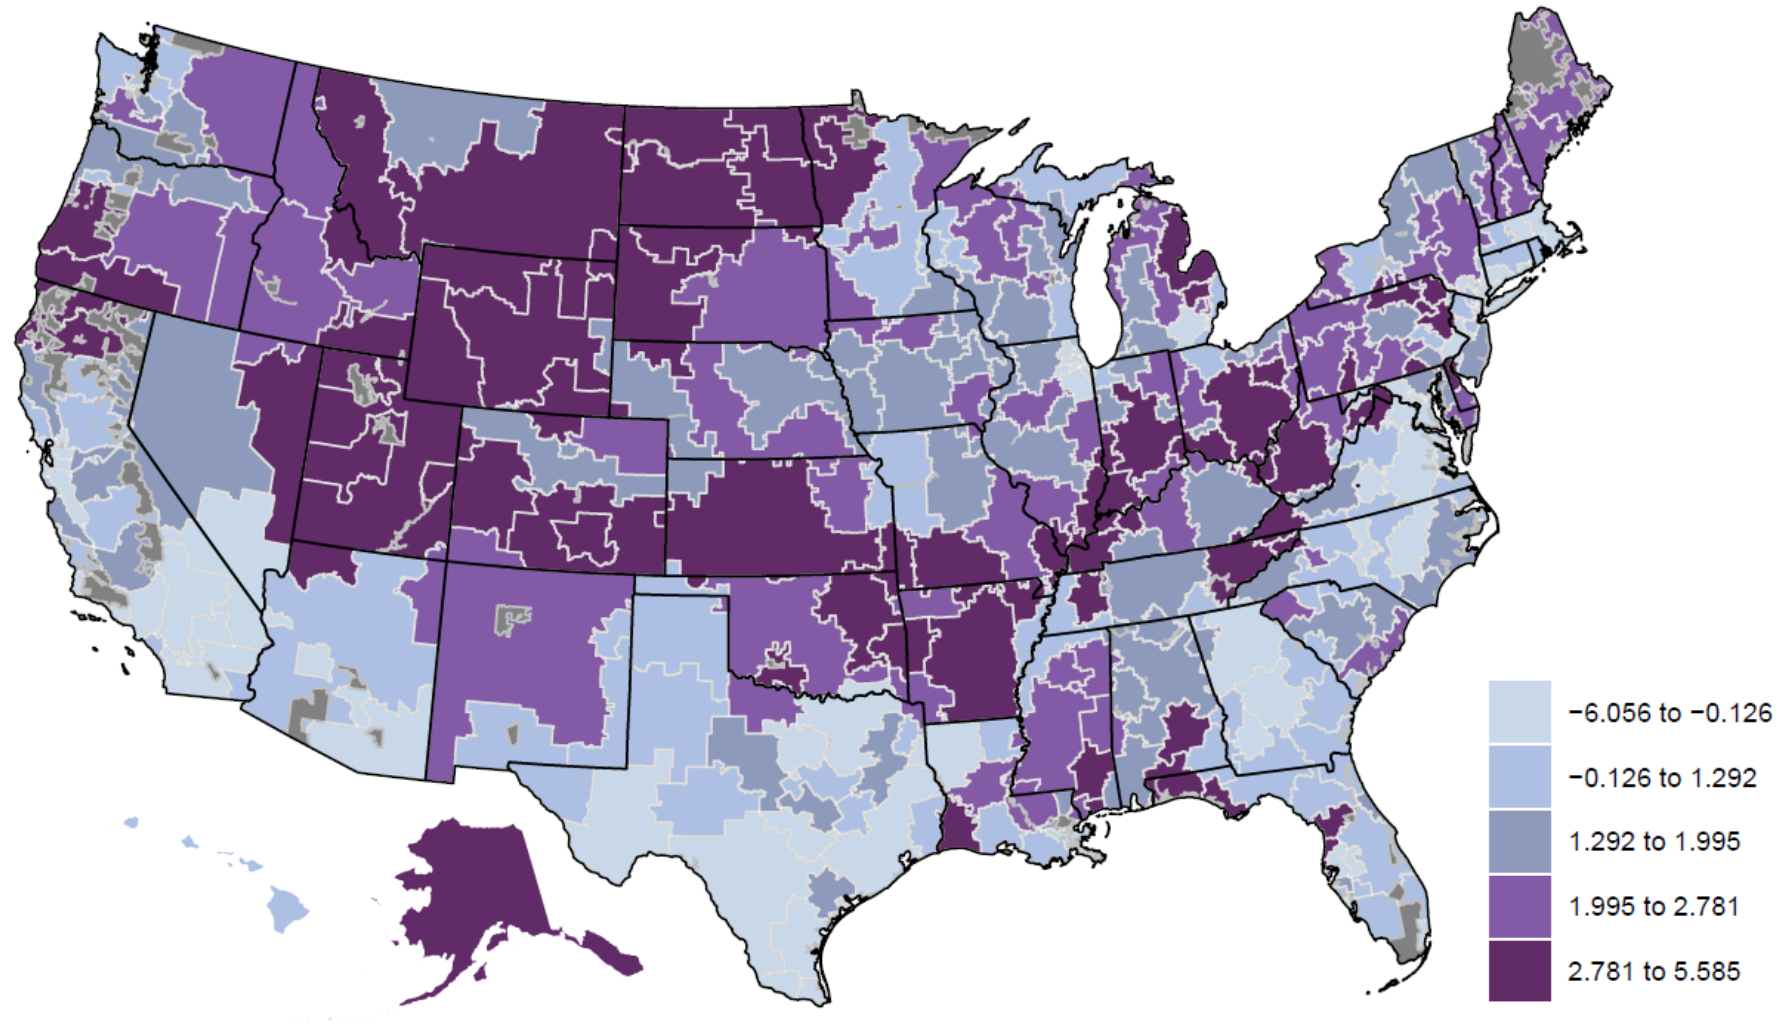 −6.056 to −0.126
−0.126 to 1.292
1.292 to 1.995
1.995 to 2.781
2.781 to 5.585